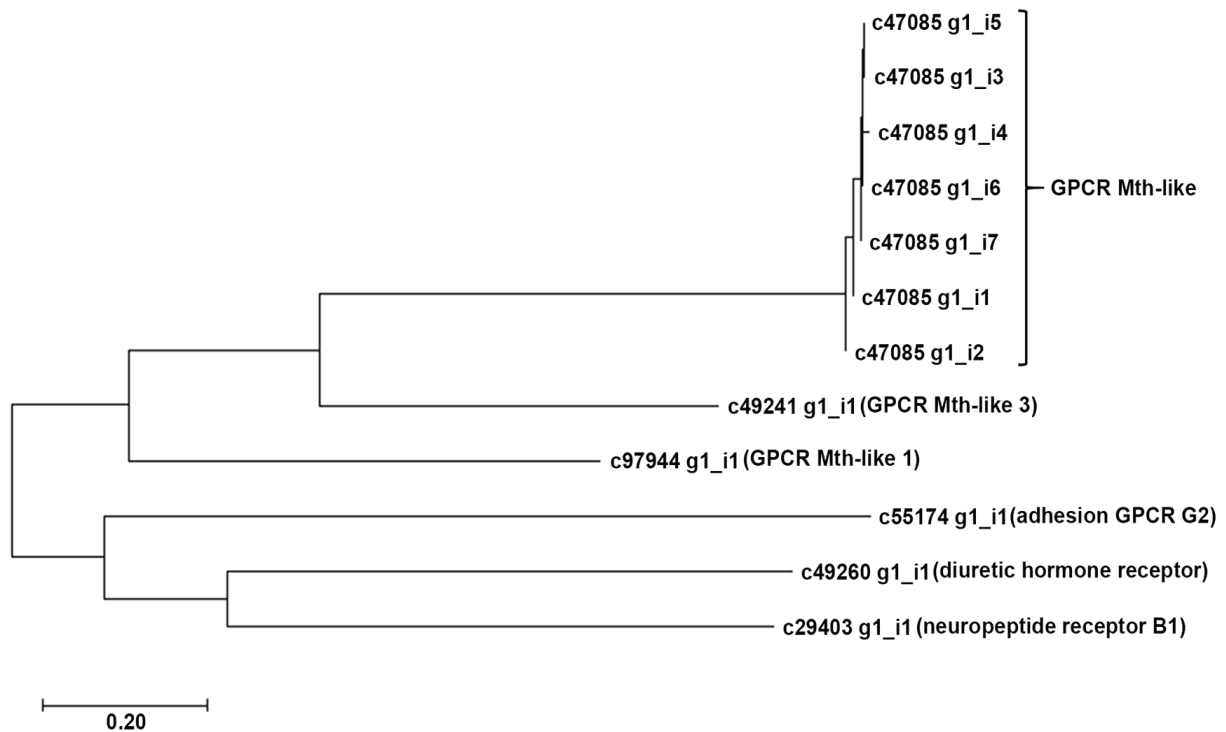 c47085 g1_i5
c47085 g1_i3
c47085 g1_i4
c47085 g1_i6
GPCR Mth-like
c47085 g1_i7
c47085 g1_i1
c47085 g1_i2
c49241 g1_i1(GPCR Mth-like 3)
c97944 g1_i1(GPCR Mth-like 1)
c55174 g1_i1(adhesion GPCR G2)
c49260 g1_i1(diuretic hormone receptor)
c29403 g1_i1(neuropeptide receptor B1)
0.20